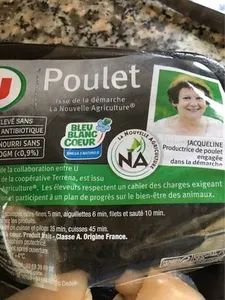 U
Poulet
Issu de la démarche
La Nouvelle Agriculture®
ÉLEVÉ SANS
ANTIBIOTIQUE
NOURRI SANS
OGM (<0,9%)
BLEU
BLANC
COEUR
LA NOUVELLE AGRICULTURE
NA
JACQUELINE
Productrice de poulet
engagée
dans la démarche
de la collaboration entre U
de la coopérative Terrena, est issu
Agriculture®. Les éleveurs respectent un cahier des charges exigeant
et participent à un plan de progrès sur le bien-être des animaux.
5 min, aiguillettes 6 min, filets et sauté 10 min.
et pilons 35 min, cuisses 45 min.
Classe A. Origine France.